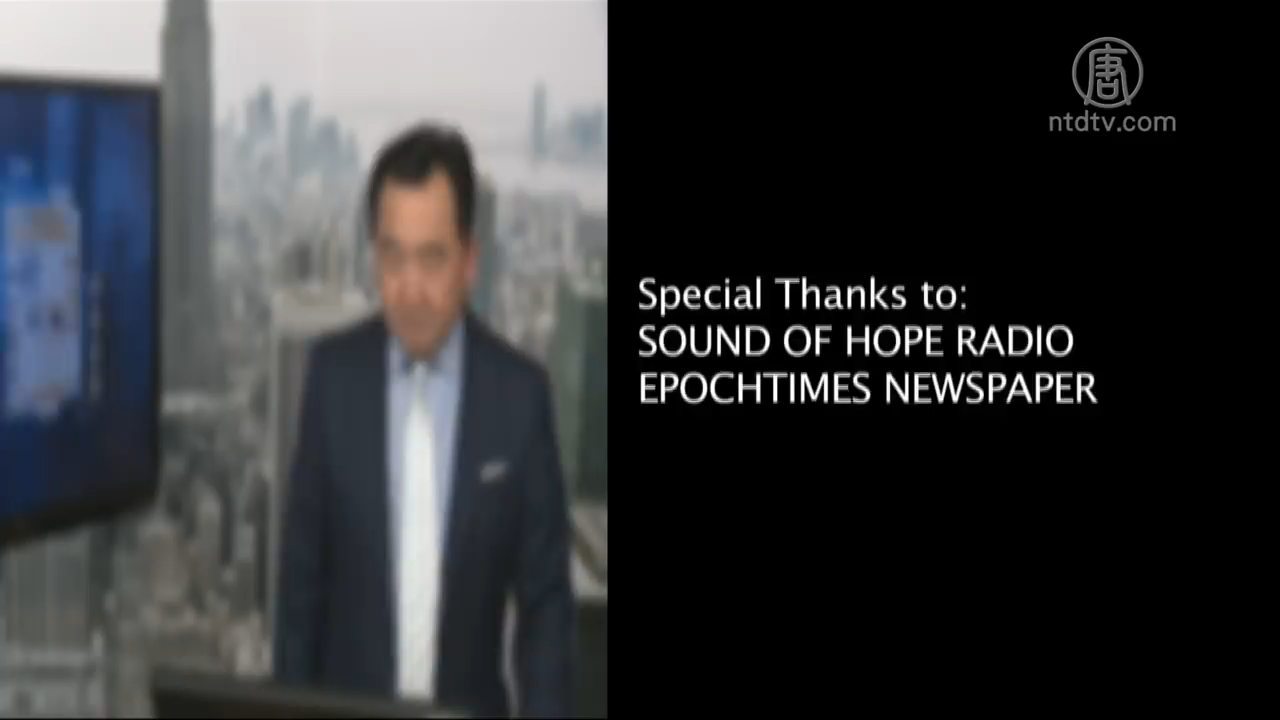 唐
ntdtv.com
Special Thanks to:
SOUND OF HOPE RADIO
EPOCHTIMES NEWSPAPER